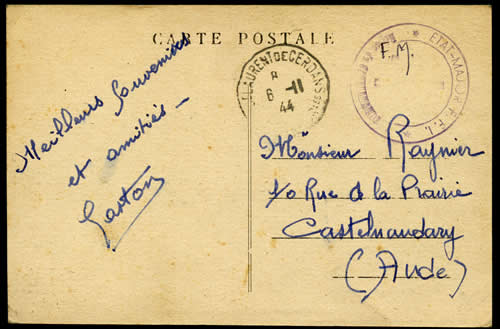 CARTE POSTALE
Meilleurs Souvenirs
et amitiés -
Gaston
LAURENT DE CERDANS
8
6 -11
44
F.M.
ETAT-MAJOR F.F.I.
Monsieur Raynier
10 Rue de la Prairie
Castelnaudary
(Aude)